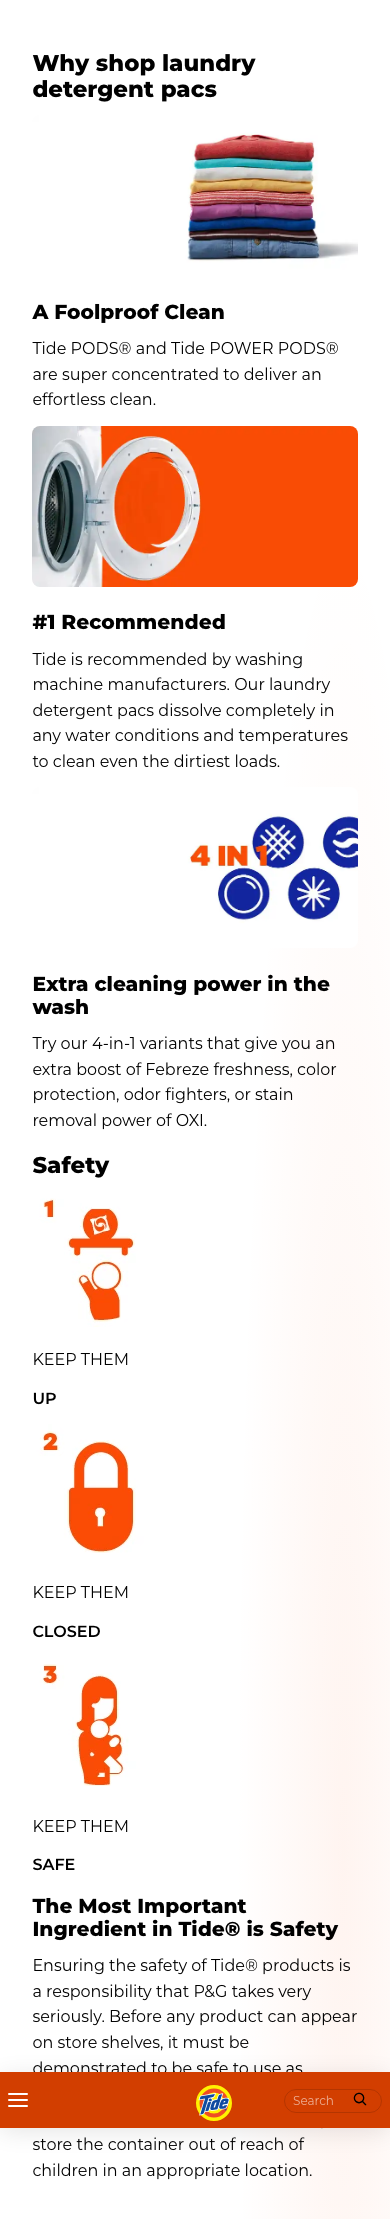 Why shop laundry
detergent pacs
A Foolproof Clean
Tide PODS® and Tide POWER PODS®
are super concentrated to deliver an
effortless clean.
#1 Recommended
Tide is recommended by washing
machine manufacturers. Our laundry
detergent pacs dissolve completely in
any water conditions and temperatures
to clean even the dirtiest loads.
4 IN 1
Extra cleaning power in the
wash
Try our 4-in-1 variants that give you an
extra boost of Febreze freshness, color
protection, odor fighters, or stain
removal power of OXI.
Safety
1
KEEP THEM
UP
2
KEEP THEM
CLOSED
3
KEEP THEM
SAFE
The Most Important
Ingredient in Tide® is Safety
Ensuring the safety of Tide® products is
a responsibility that P&G takes very
seriously. Before any product can appear
on store shelves, it must be
demonstrated to be safe to use as
Tide
Search
store the container out of reach of
children in an appropriate location.